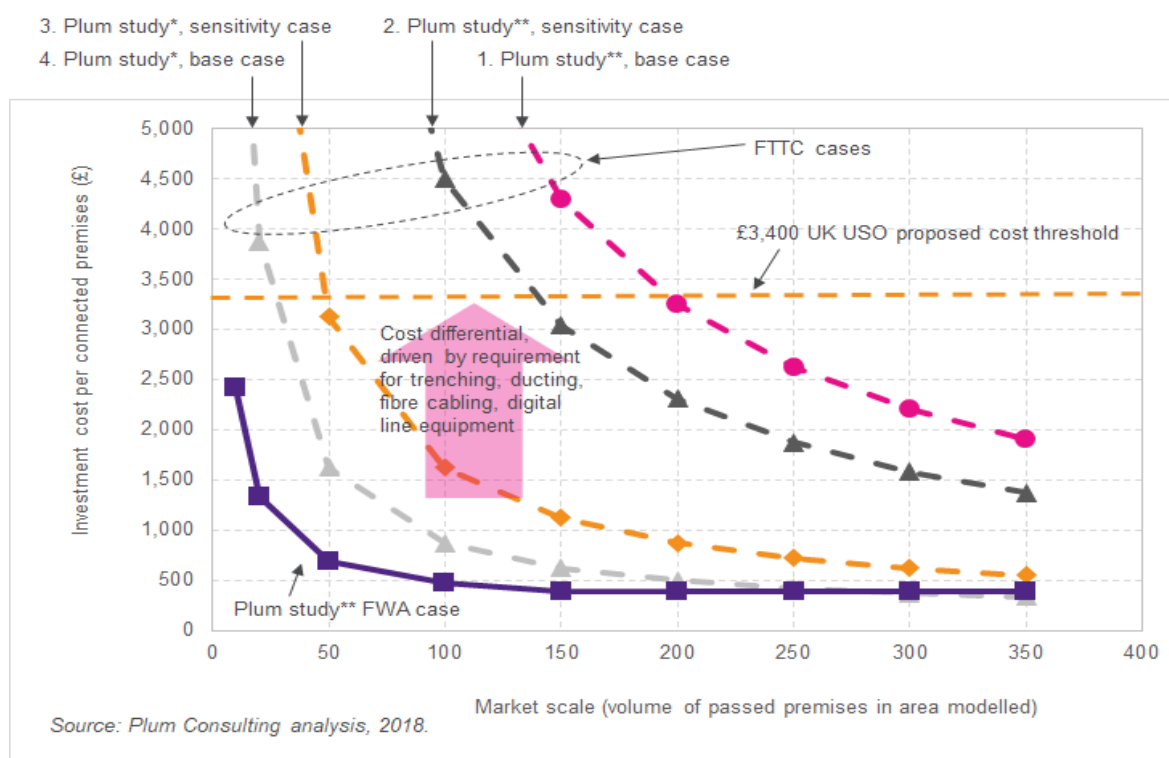 3. Plum study*, sensitivity case
2. Plum study**, sensitivity case
4. Plum study*, base case
1. Plum study**, base case
5,000
4,500
4,000
3,500
3,000
2,500
2,000
1,500
1,000
500
0
Investment cost per connected premises (£)
FTTC cases
£3,400 UK USO proposed cost threshold
Cost differential,
driven by requirement
for trenching, ducting,
fibre cabling, digital
line equipment
Plum study** FWA case
0
50
100
150
200
250
300
350
400
Market scale (volume of passed premises in area modelled)
Source: Plum Consulting analysis, 2018.